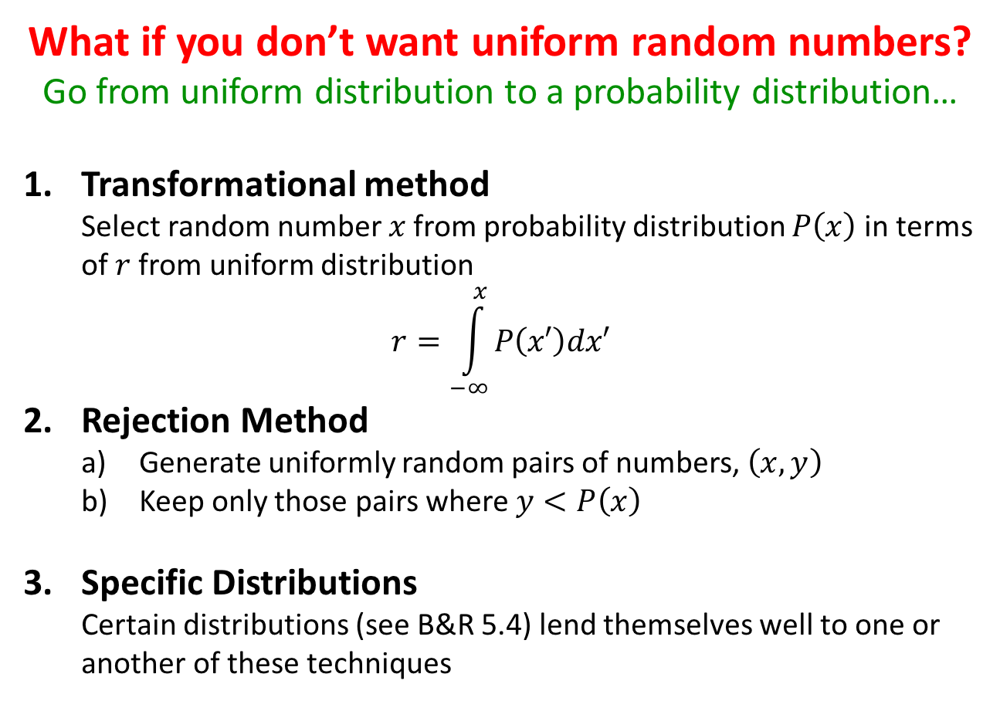 What if you don’t want uniform random numbers?
Go from uniform distribution to a probability distribution…
1. Transformational method
Select random number 𝑥 from probability distribution 𝑃(𝑥) in terms
of 𝑟 from uniform distribution
𝑟 = ∫_{−∞}^{𝑥} 𝑃(𝑥′)𝑑𝑥′
2. Rejection Method
a) Generate uniformly random pairs of numbers, (𝑥, 𝑦)
b) Keep only those pairs where 𝑦 < 𝑃(𝑥)
3. Specific Distributions
Certain distributions (see B&R 5.4) lend themselves well to one or
another of these techniques